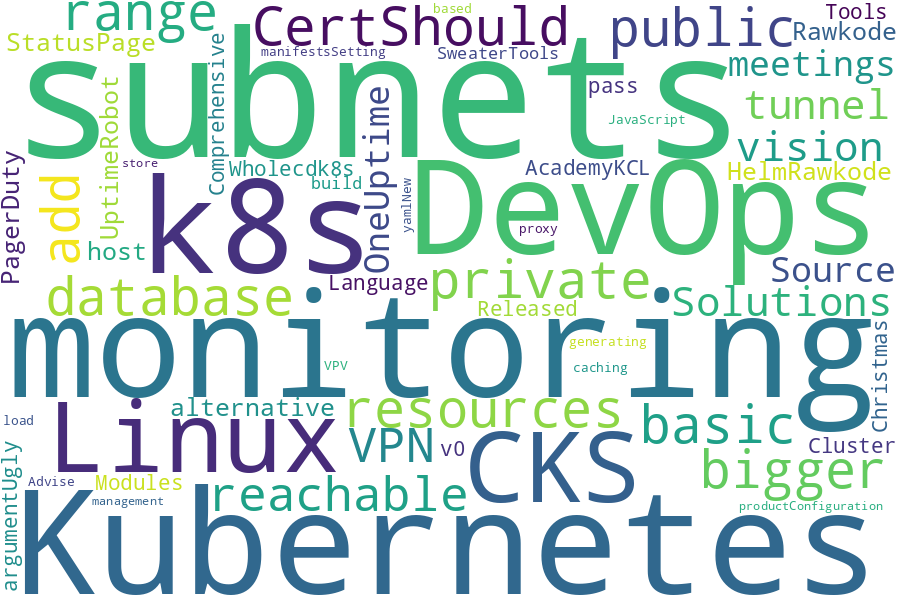 range
CertShould
based
public
Tools
Rawkode
StatusPage
Comprehensive
manifestsSetting
SweaterTools
meetings
subnets
pass
tunnel
UptimeRobot
OneUptime
JavaScript
vision
PagerDuty
store
Wholecdk8s
AcademyKCL
HelmRawkode
add
k8s
build
yamlNew
DevOps
proxy
host
Language
private
Source
database
Released
Solutions
monitoring
generating
VPV
caching
Christmas
load
alternative
resources
basic
Linux
VPN
v0
CKS
Cluster
argumentUgly
Advise
Modules
bigger
management
reachable
productConfiguration
Kubernetes